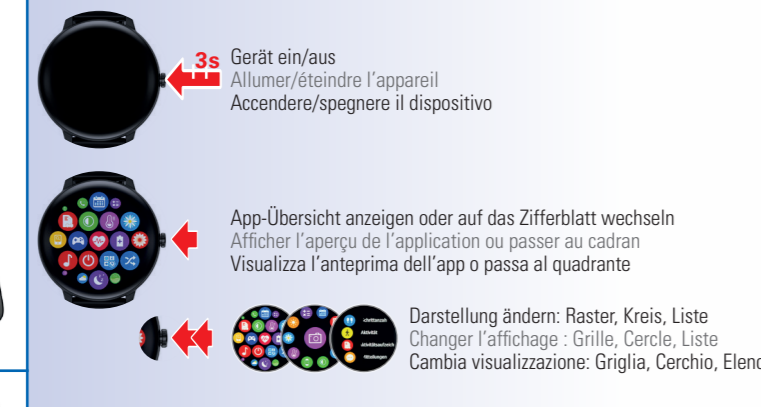 3s
Gerät ein/aus
Allumer/éteindre l'appareil
Accendere/spegnere il dispositivo
App-Übersicht anzeigen oder auf das Zifferblatt wechseln
Afficher l'aperçu de l'application ou passer au cadran
Visualizza l'anteprima dell'app o passa al quadrante
Darstellung ändern: Raster, Kreis, Liste
Changer l'affichage : Grille, Cercle, Liste
Cambia visualizzazione: Griglia, Cerchio, Elenc